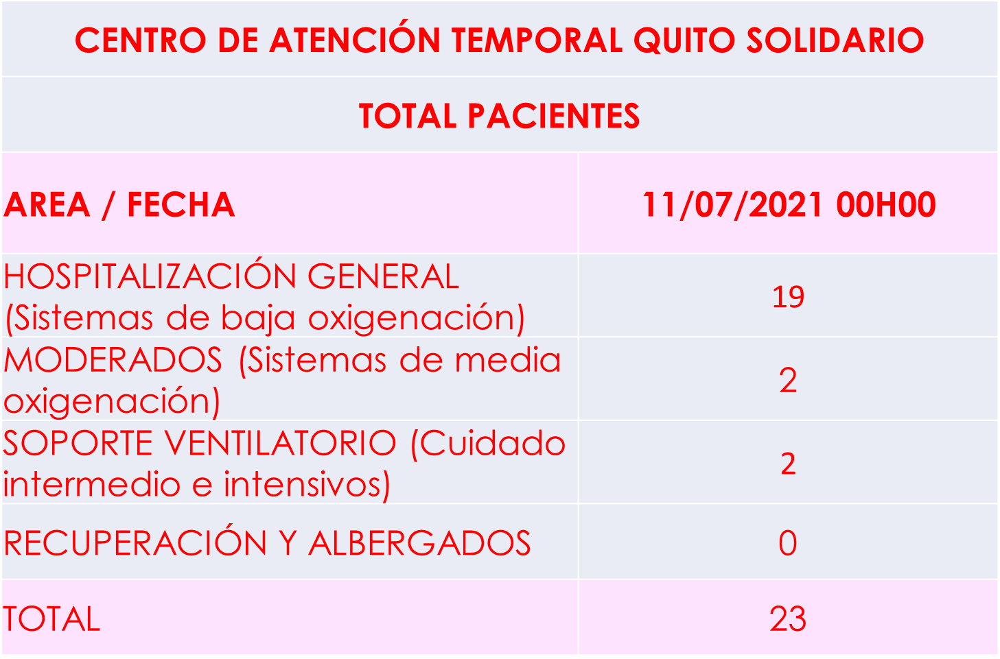 CENTRO DE ATENCIÓN TEMPORAL QUITO SOLIDARIO
TOTAL PACIENTES
AREA / FECHA 11/07/2021 00H00
HOSPITALIZACIÓN GENERAL
(Sistemas de baja oxigenación) 19
MODERADOS (Sistemas de media
oxigenación) 2
SOPORTE VENTILATORIO (Cuidado
intermedio e intensivos) 2
RECUPERACIÓN Y ALBERGADOS 0
TOTAL 23